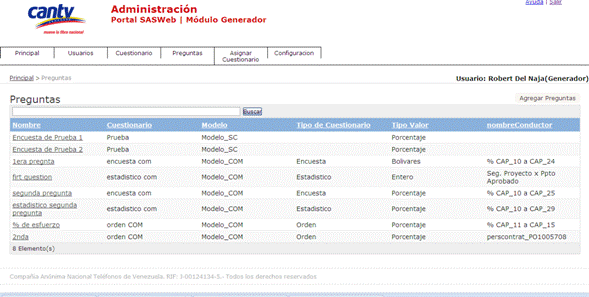 Ayuda | Salir
cantv
mueve la fibra nacional
Administración
Portal SASWeb | Módulo Generador
Principal Usuarios Cuestionario Preguntas Asignar Cuestionario Configuracion
Principal > Preguntas Usuario: Robert Del Naja(Generador)
Preguntas Agregar Preguntas
Buscar
Nombre Cuestionario Modelo Tipo de Cuestionario Tipo Valor nombreConductor
Encuesta de Prueba 1 Prueba Modelo_SC Porcentaje
Encuesta de Prueba 2 Prueba Modelo_SC Porcentaje
1era pregnta encuesta com Modelo_COM Encuesta Bolivares % CAP_10 a CAP_24
firt question estadistico com Modelo_COM Estadistico Entero Seg. Proyecto x Ppto Aprobado
segunda pregunta encuesta com Modelo_COM Encuesta Porcentaje % CAP_10 a CAP_25
estadistico segunda pregunta estadistico com Modelo_COM Estadistico Porcentaje % CAP_10 a CAP_29
% de esfuerzo orden COM Modelo_COM Orden Porcentaje % CAP_11 a CAP_15
2nda orden COM Modelo_COM Orden Porcentaje perscontrat_PO1005708
8 Elemento(s)
Compañia Anónima Nacional Teléfonos de Venezuela. RIF: J-00124134-5.- Todos los derechos reservados